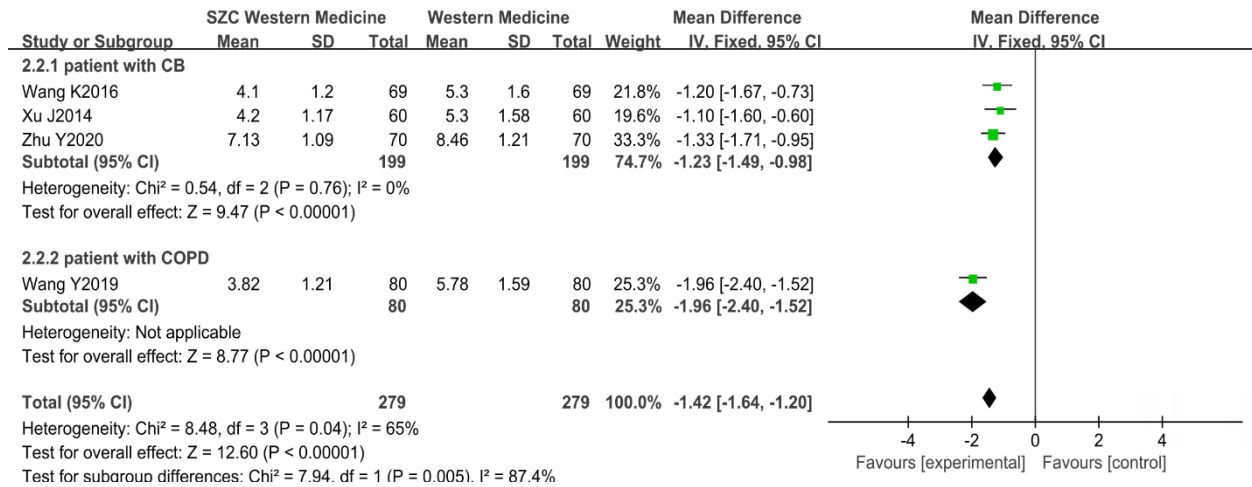 SZC Western Medicine Western Medicine Mean Difference Mean Difference
Study or Subgroup Mean SD Total Mean SD Total Weight IV, Fixed, 95% CI IV, Fixed, 95% CI
2.2.1 patient with CB
Wang K2016 4.1 1.2 69 5.3 1.6 69 21.8% -1.20 [-1.67, -0.73]
Xu J2014 4.2 1.17 60 5.3 1.58 60 19.6% -1.10 [-1.60, -0.60]
Zhu Y2020 7.13 1.09 70 8.46 1.21 70 33.3% -1.33 [-1.71, -0.95]
Subtotal (95% CI) 199 199 74.7% -1.23 [-1.49, -0.98]
Heterogeneity: Chi² = 0.54, df = 2 (P = 0.76); I² = 0%
Test for overall effect: Z = 9.47 (P < 0.00001)
2.2.2 patient with COPD
Wang Y2019 3.82 1.21 80 5.78 1.59 80 25.3% -1.96 [-2.40, -1.52]
Subtotal (95% CI) 80 80 25.3% -1.96 [-2.40, -1.52]
Heterogeneity: Not applicable
Test for overall effect: Z = 8.77 (P < 0.00001)
Total (95% CI) 279 279 100.0% -1.42 [-1.64, -1.20]
Heterogeneity: Chi² = 8.48, df = 3 (P = 0.04); I² = 65%
Test for overall effect: Z = 12.60 (P < 0.00001)
Test for subgroup differences: Chi² = 7.94, df = 1 (P = 0.005), I² = 87.4%
-4 -2 0 2 4
Favours [experimental] Favours [control]